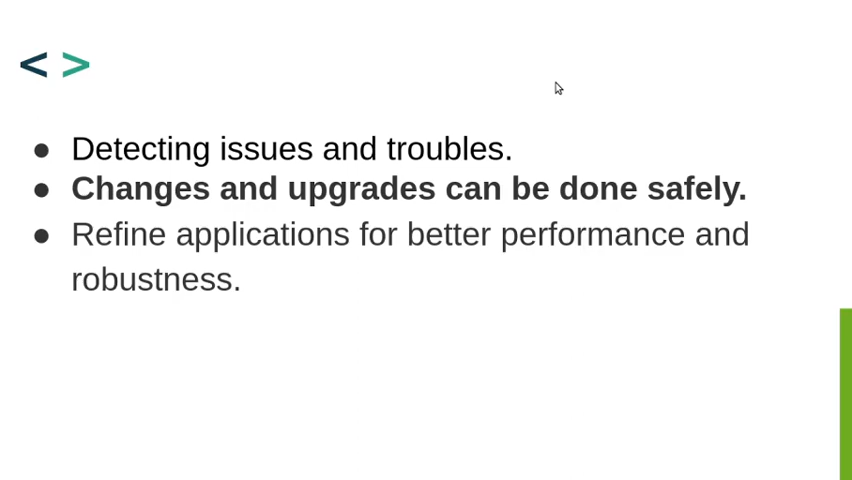 < >
● Detecting issues and troubles.
● Changes and upgrades can be done safely.
● Refine applications for better performance and
robustness.